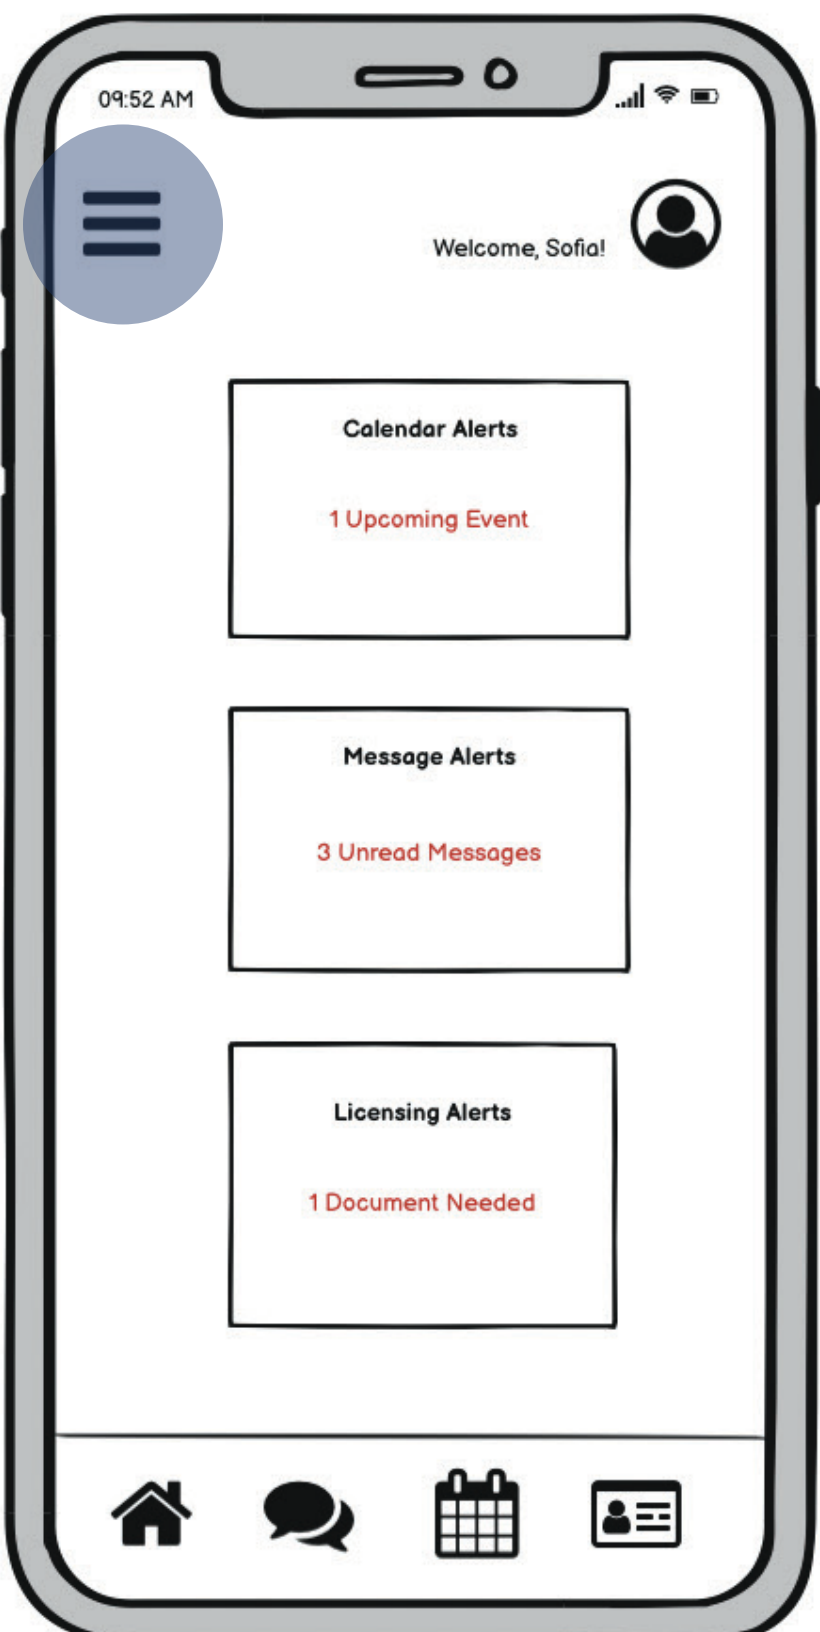 09:52 AM
Welcome, Sofia!
Calendar Alerts
1 Upcoming Event
Message Alerts
3 Unread Messages
Licensing Alerts
1 Document Needed